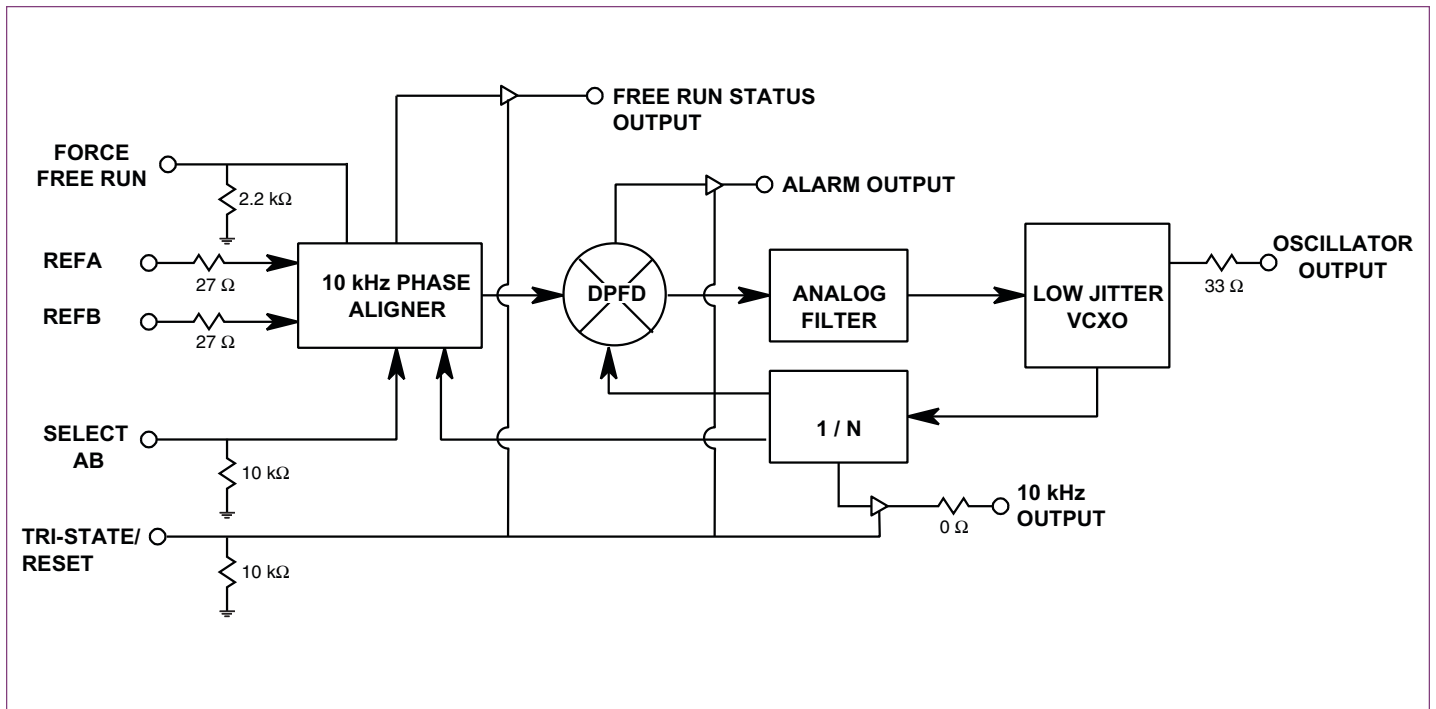 FREE RUN STATUS
OUTPUT
FORCE
FREE RUN
2.2 kΩ
ALARM OUTPUT
REFA
27 Ω
REFB
27 Ω
10 kHz PHASE
ALIGNER
DPFD
ANALOG
FILTER
LOW JITTER
VCXO
33 Ω
OSCILLATOR
OUTPUT
SELECT
AB
10 kΩ
1 / N
10 kHz
OUTPUT
0 Ω
TRI-STATE/
RESET
10 kΩ